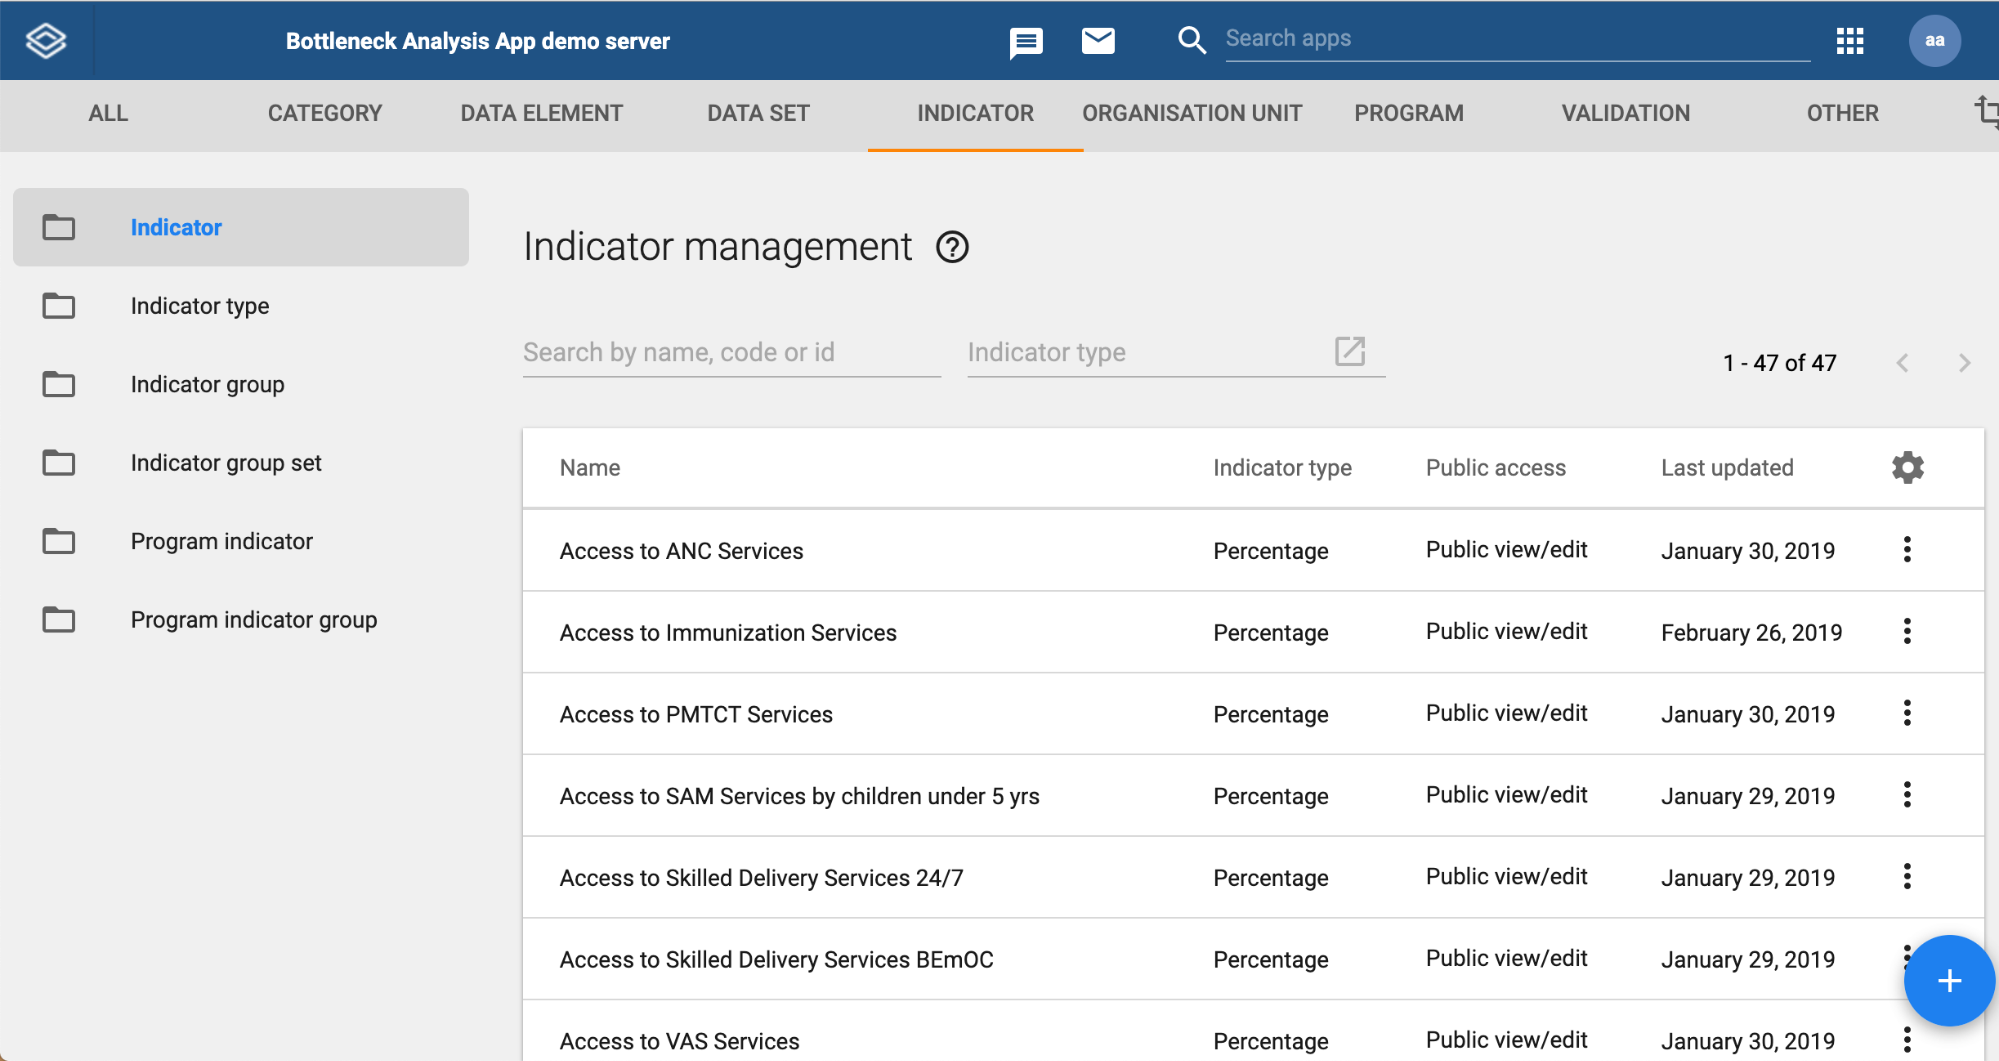 Bottleneck Analysis App demo server
Search apps
aa
ALL CATEGORY DATA ELEMENT DATA SET INDICATOR ORGANISATION UNIT PROGRAM VALIDATION OTHER
Indicator
Indicator type
Indicator group
Indicator group set
Program indicator
Program indicator group
Indicator management
Search by name, code or id
Indicator type
1 - 47 of 47
Name Indicator type Public access Last updated
Access to ANC Services Percentage Public view/edit January 30, 2019
Access to Immunization Services Percentage Public view/edit February 26, 2019
Access to PMTCT Services Percentage Public view/edit January 30, 2019
Access to SAM Services by children under 5 yrs Percentage Public view/edit January 29, 2019
Access to Skilled Delivery Services 24/7 Percentage Public view/edit January 29, 2019
Access to Skilled Delivery Services BEmOC Percentage Public view/edit January 29, 2019
Access to VAS Services Percentage Public view/edit January 30, 2019